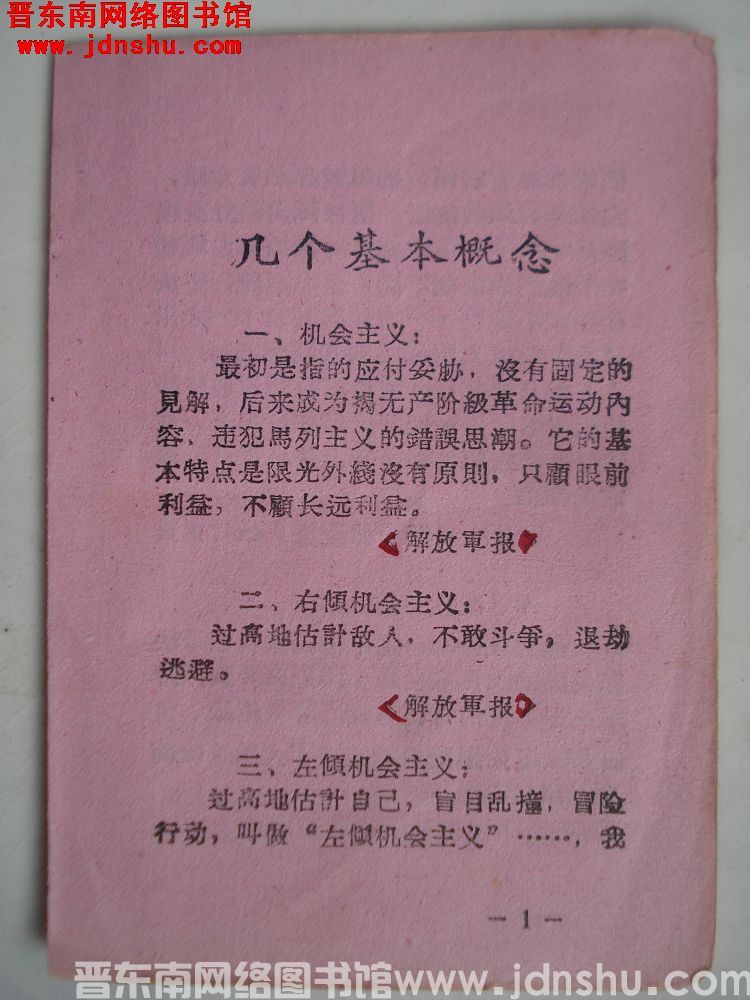 晋东南网络图书馆
www.jdnshu.com
几个基本概念
一、机会主义：
最初是指的应付妥胁，沒有固定的
見解，后来成为揭无产阶級革命运动內
容、违犯馬列主义的錯誤思潮。它的基
本特点是限光外綫沒有原則，只顧眼前
利益，不顧长远利益。
《解放軍报》
二、右傾机会主义：
过高地估計敌人，不敢斗爭，退劫
逃避。
《解放軍报》
三、左傾机会主义：
过高地估計自己，盲目乱撞，冒险
行动，叫做“左傾机会主义”……，我
－1－
晋东南网络图书馆www.jdnshu.com